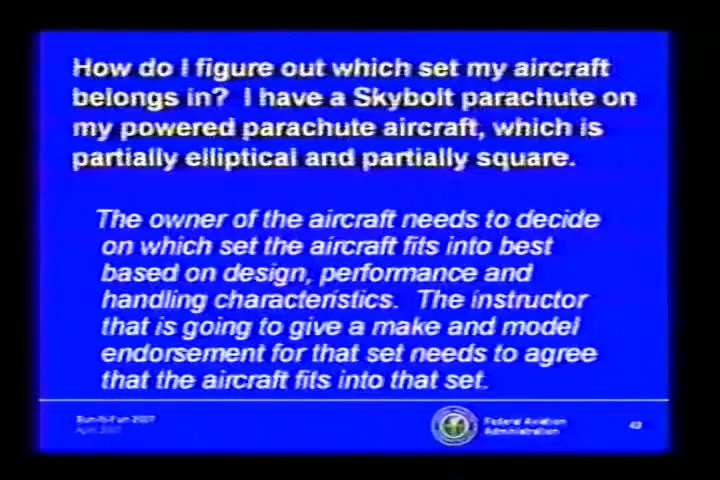 How do I figure out which set my aircraft
belongs in? I have a Skybolt parachute on
my powered parachute aircraft, which is
partially elliptical and partially square.
The owner of the aircraft needs to decide
on which set the aircraft fits into best
based on design, performance and
handling characteristics. The instructor
that is going to give a make and model
endorsement for that set needs to agree
that the aircraft fits into that set.
Sun-N-Fun 2007
April 2007
Federal Aviation
Administration